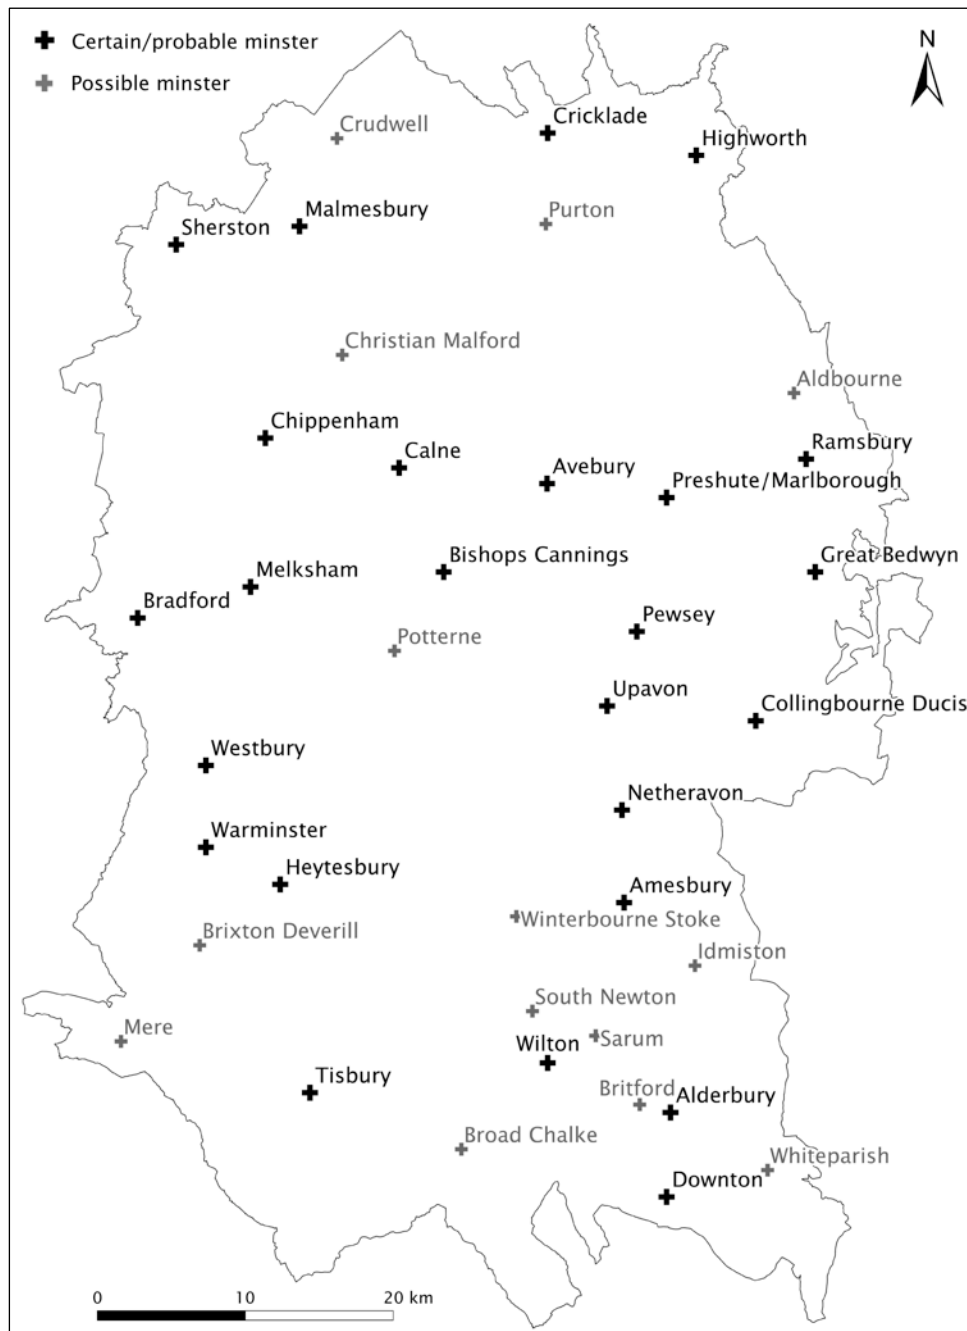 Certain/probable minster
N
Possible minster
Cricklade
Crudwell
Highworth
Malmesbury
Purton
Sherston
Christian Malford
Aldbourne
Chippenham
Ramsbury
Calne
Avebury
Preshute/Marlborough
Bishops Cannings
Great Bedwyn
Melksham
Bradford
Pewsey
Potterne
Upavon
Collingbourne Ducis
Westbury
Netheravon
Warminster
Heytesbury
Amesbury
Winterbourne Stoke
Brixton Deverill
Idmiston
South Newton
Mere
Sarum
Wilton
Tisbury
Britford
Alderbury
Broad Chalke
Whiteparish
Downton
0 10 20 km